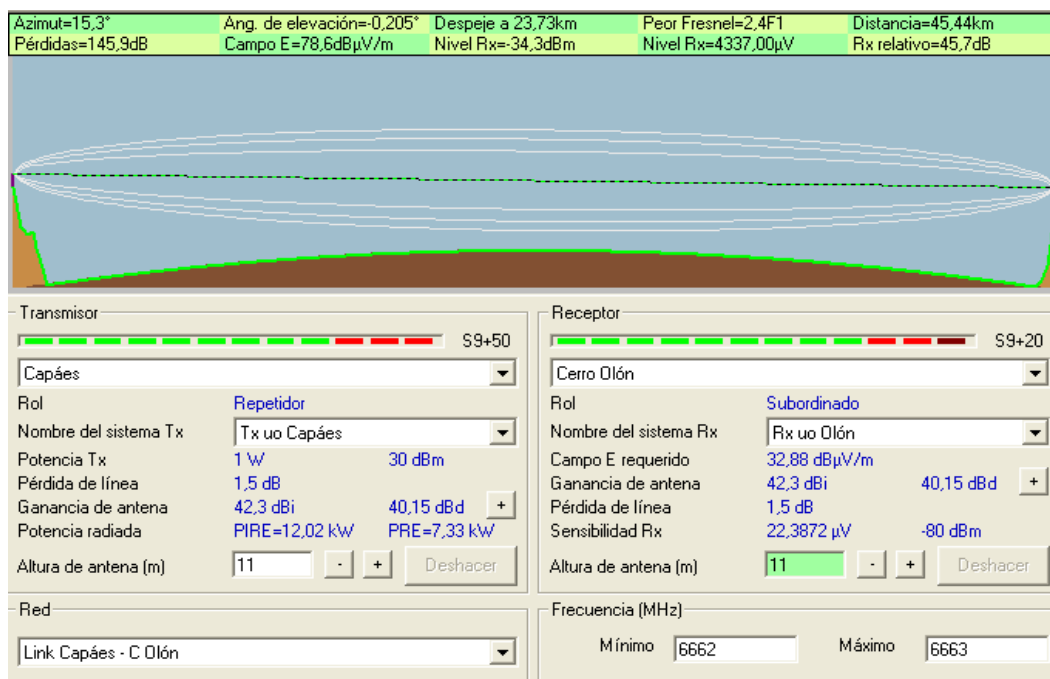 Azimut=15,3° Ang. de elevación=-0,205° Despeje a 23,73km Peor Fresnel=2,4F1 Distancia=45,44km
Pérdidas=145,9dB Campo E=78,6dBµV/m Nivel Rx=-34,3dBm Nivel Rx=4337,00µV Rx relativo=45,7dB
Transmisor
S9+50
Capáes
Rol Repetidor
Nombre del sistema Tx Tx uo Capáes
Potencia Tx 1 W 30 dBm
Pérdida de línea 1,5 dB
Ganancia de antena 42,3 dBi 40,15 dBd +
Potencia radiada PIRE=12,02 kW PRE=7,33 kW
Altura de antena (m) 11 - + Deshacer
Receptor
S9+20
Cerro Olón
Rol Subordinado
Nombre del sistema Rx Rx uo Olón
Campo E requerido 32,88 dBµV/m
Ganancia de antena 42,3 dBi 40,15 dBd +
Pérdida de línea 1,5 dB
Sensibilidad Rx 22,3872 µV -80 dBm
Altura de antena (m) 11 - + Deshacer
Red
Link Capáes - C Olón
Frecuencia (MHz)
Mínimo 6662 Máximo 6663